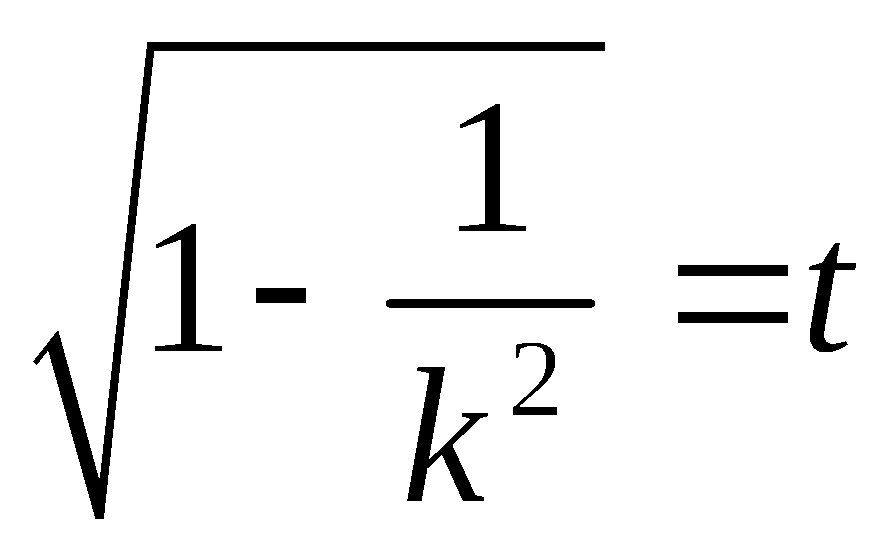 √(1 - 1/k²) = t